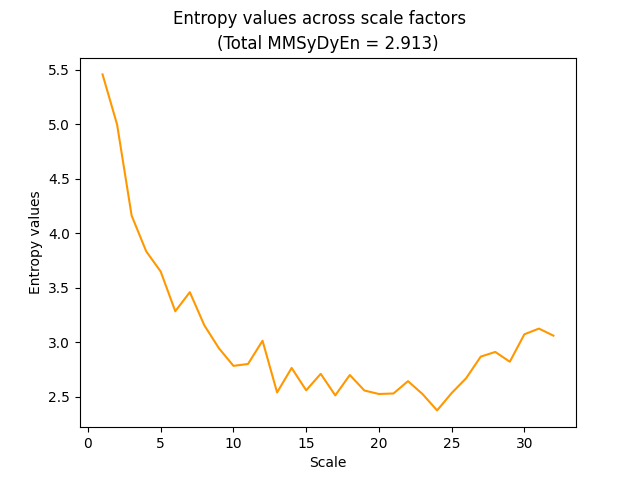 Entropy values across scale factors
(Total MMSyDyEn = 2.913)
5.5
5.0
4.5
4.0
3.5
3.0
2.5
Entropy values
0 5 10 15 20 25 30
Scale